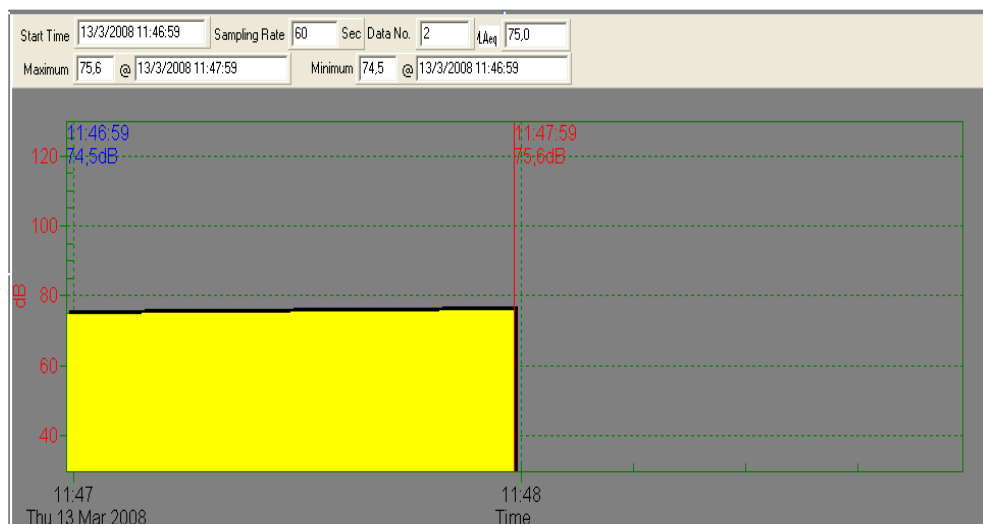 Start Time 13/3/2008 11:46:59 Sampling Rate 60 Sec Data No. 2 LAeq 75,0
Maximum 75,6 @ 13/3/2008 11:47:59 Minimum 74,5 @ 13/3/2008 11:46:59
11:46:59 11:47:59
74,5dB 75,6dB
120
100
80
dB
60
40
11:47 11:48
Thu 13 Mar 2008 Time